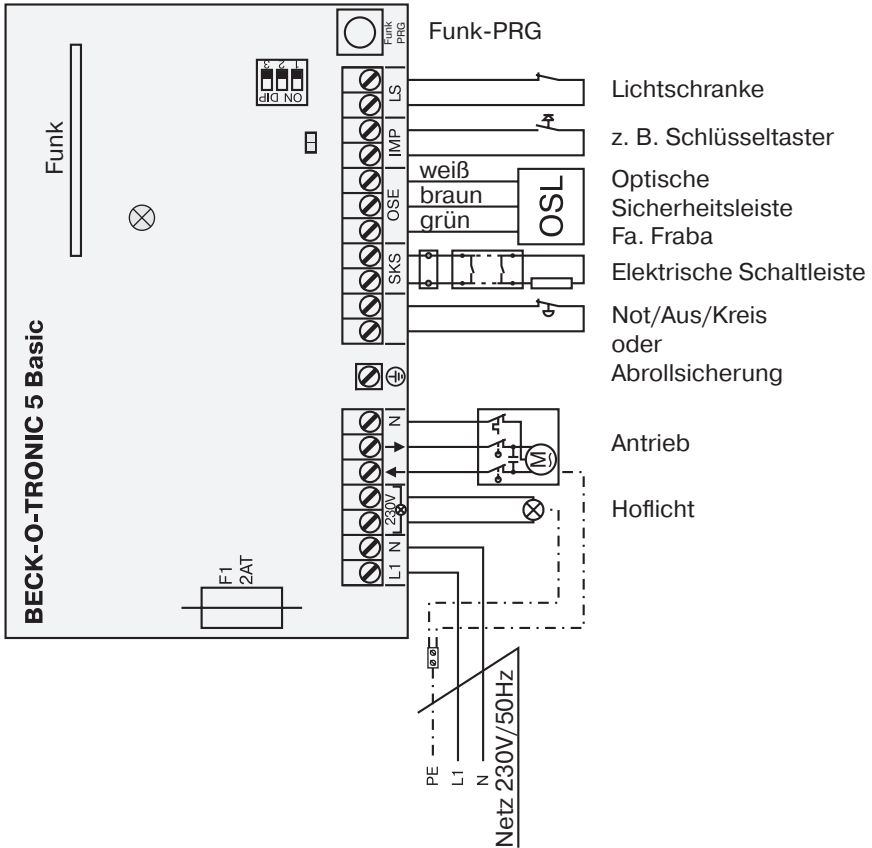 Funk PRG
Funk-PRG
Funk
ON DIP
1 2 3
LS
Lichtschranke
IMP
z. B. Schlüsseltaster
OSE
weiß
braun
grün
OSL
Optische
Sicherheitsleiste
Fa. Fraba
SKS
Elektrische Schaltleiste
Not/Aus/Kreis
oder
Abrollsicherung
BECK-O-TRONIC 5 Basic
N
M
Antrieb
230V
Hoflicht
N
L1
F1
2AT
PE
L1
N
Netz 230V/50Hz